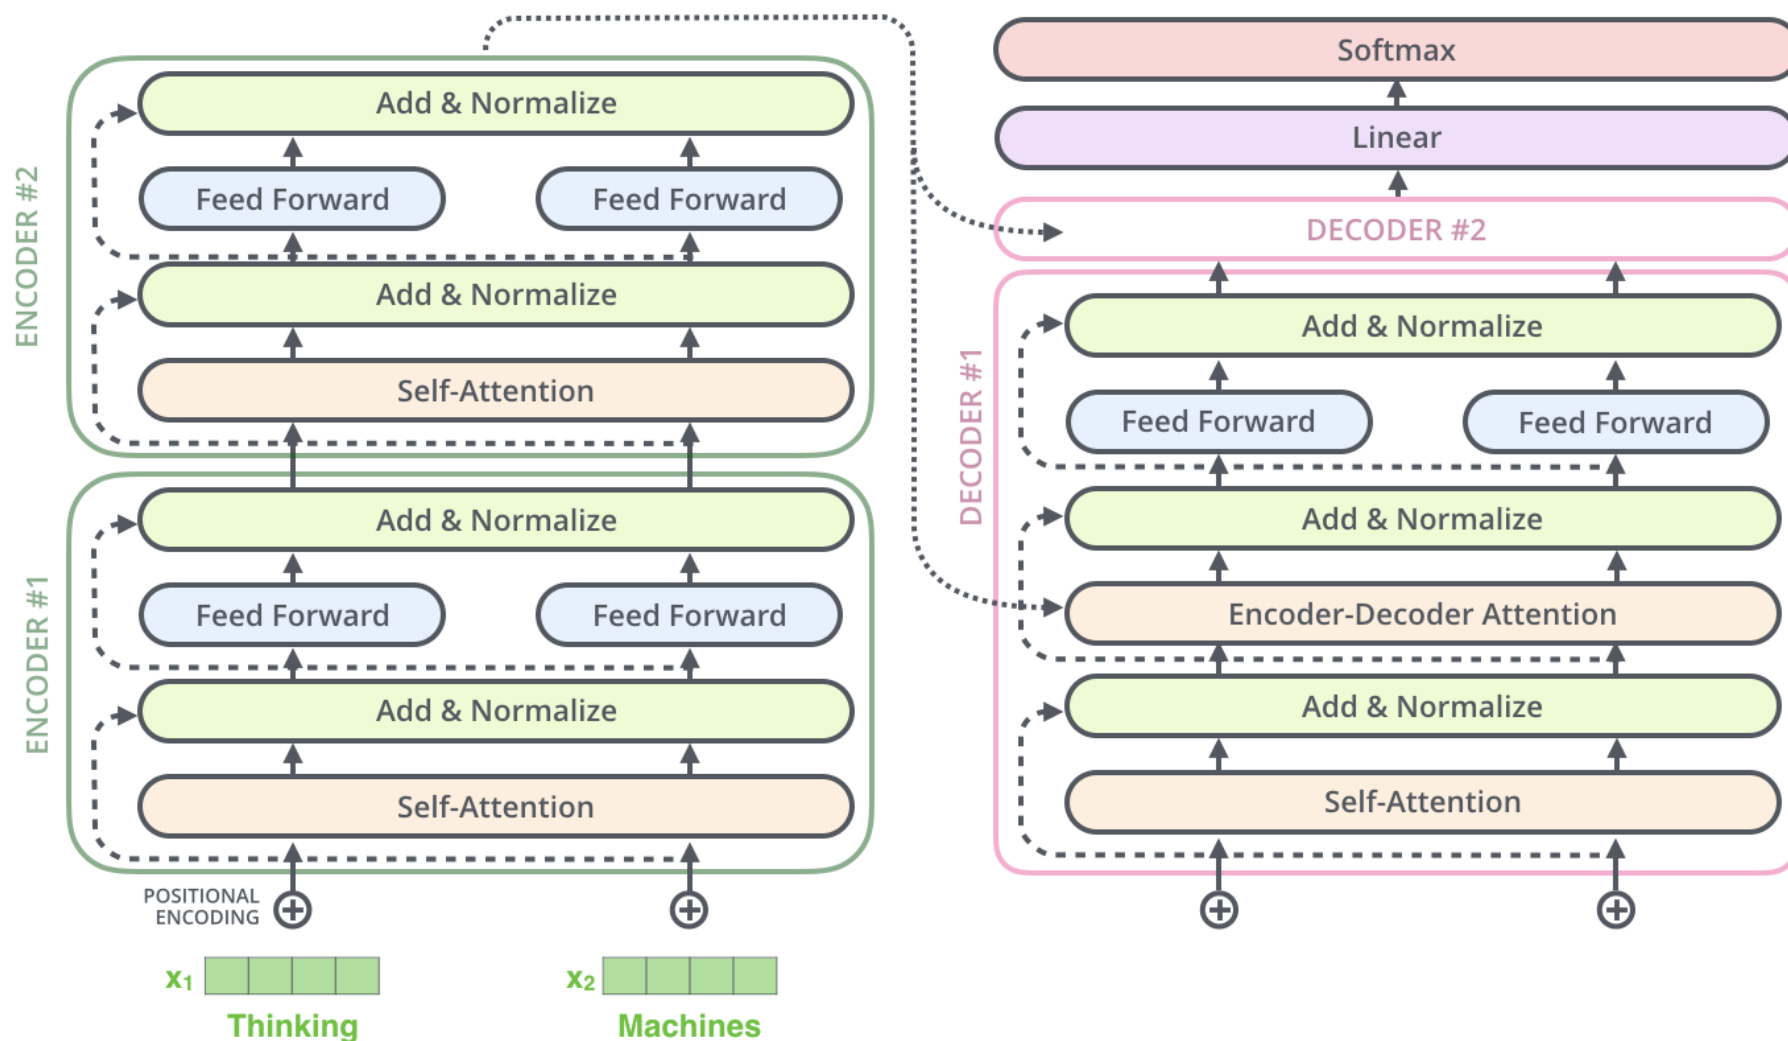 ENCODER #2
Add & Normalize
Feed Forward
Feed Forward
Add & Normalize
Self-Attention
ENCODER #1
Add & Normalize
Feed Forward
Feed Forward
Add & Normalize
Self-Attention
POSITIONAL
ENCODING
x₁
x₂
Thinking
Machines
Softmax
Linear
DECODER #2
DECODER #1
Add & Normalize
Feed Forward
Feed Forward
Add & Normalize
Encoder-Decoder Attention
Add & Normalize
Self-Attention